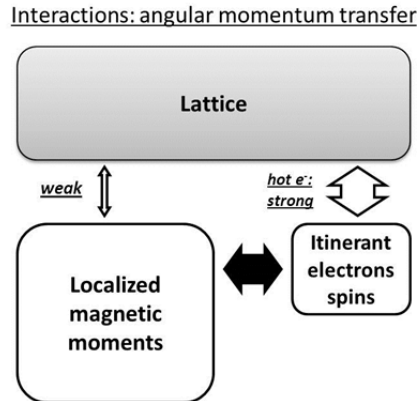 Interactions: angular momentum transfer
Lattice
weak
hot e⁻:
strong
Localized
magnetic
moments
Itinerant
electrons
spins